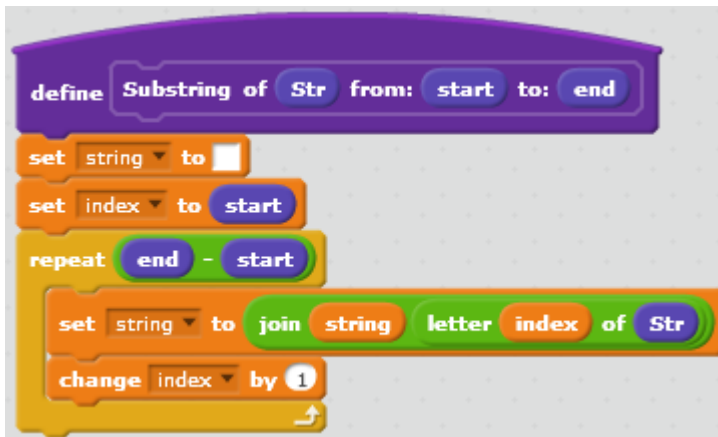 define Substring of Str from: start to: end
set string to
set index to start
repeat end - start
set string to join string letter index of Str
change index by 1